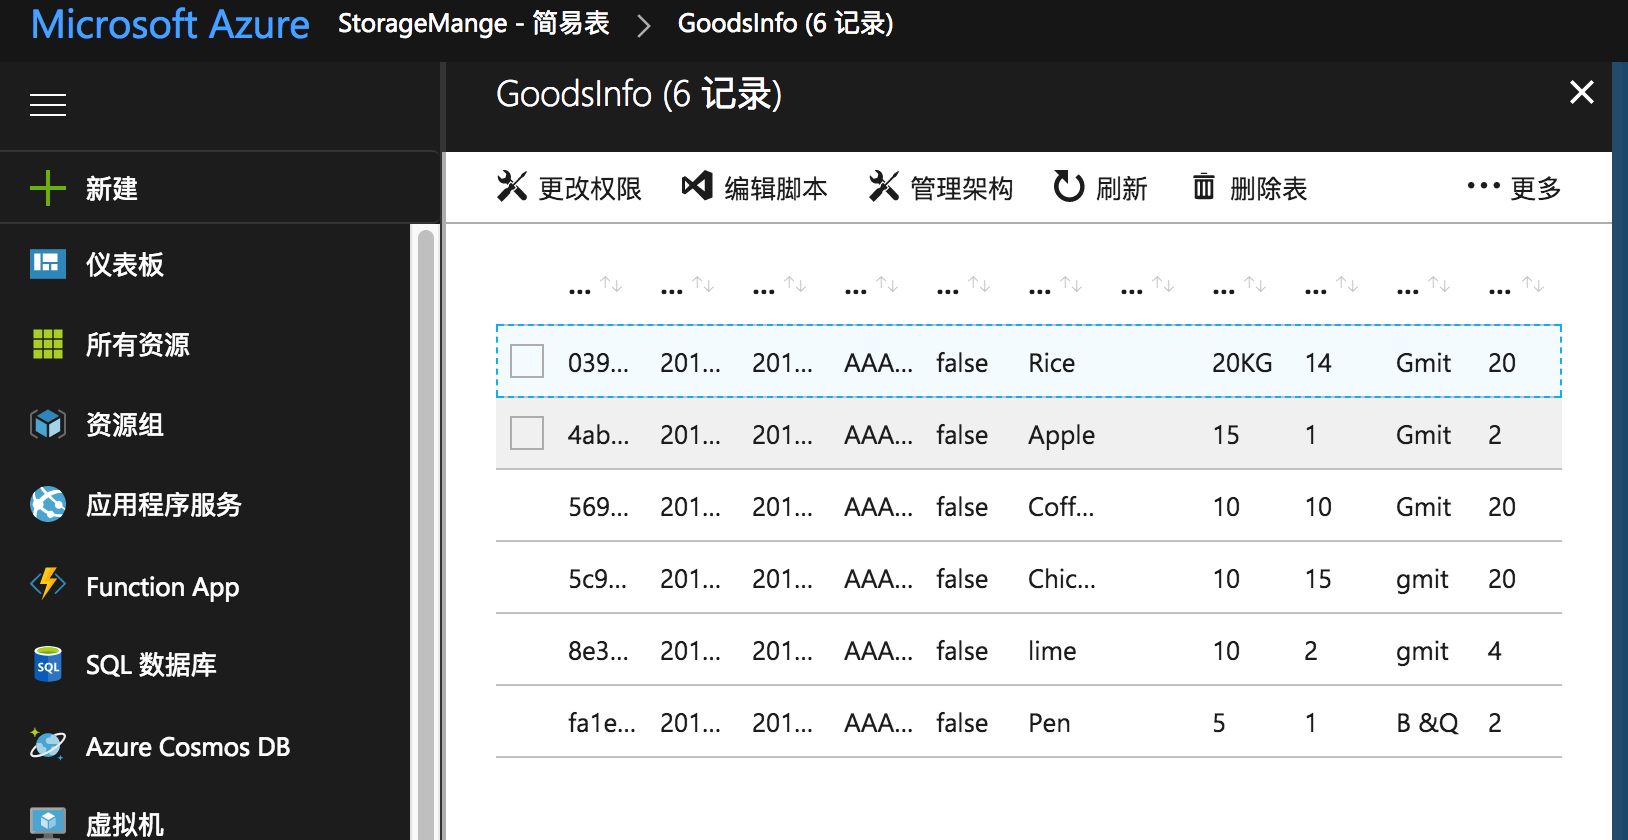 Microsoft Azure StorageMange - 简易表 > GoodsInfo (6 记录)
GoodsInfo (6 记录)
新建
仪表板
所有资源
资源组
应用程序服务
Function App
SQL 数据库
Azure Cosmos DB
虚拟机
更改权限 编辑脚本 管理架构 刷新 删除表 ... 更多
... ... ... ... ... ... ... ... ... ... ...
039... 201... 201... AAA... false Rice 20KG 14 Gmit 20
4ab... 201... 201... AAA... false Apple 15 1 Gmit 2
569... 201... 201... AAA... false Coff... 10 10 Gmit 20
5c9... 201... 201... AAA... false Chic... 10 15 gmit 20
8e3... 201... 201... AAA... false lime 10 2 gmit 4
fa1e... 201... 201... AAA... false Pen 5 1 B &Q 2